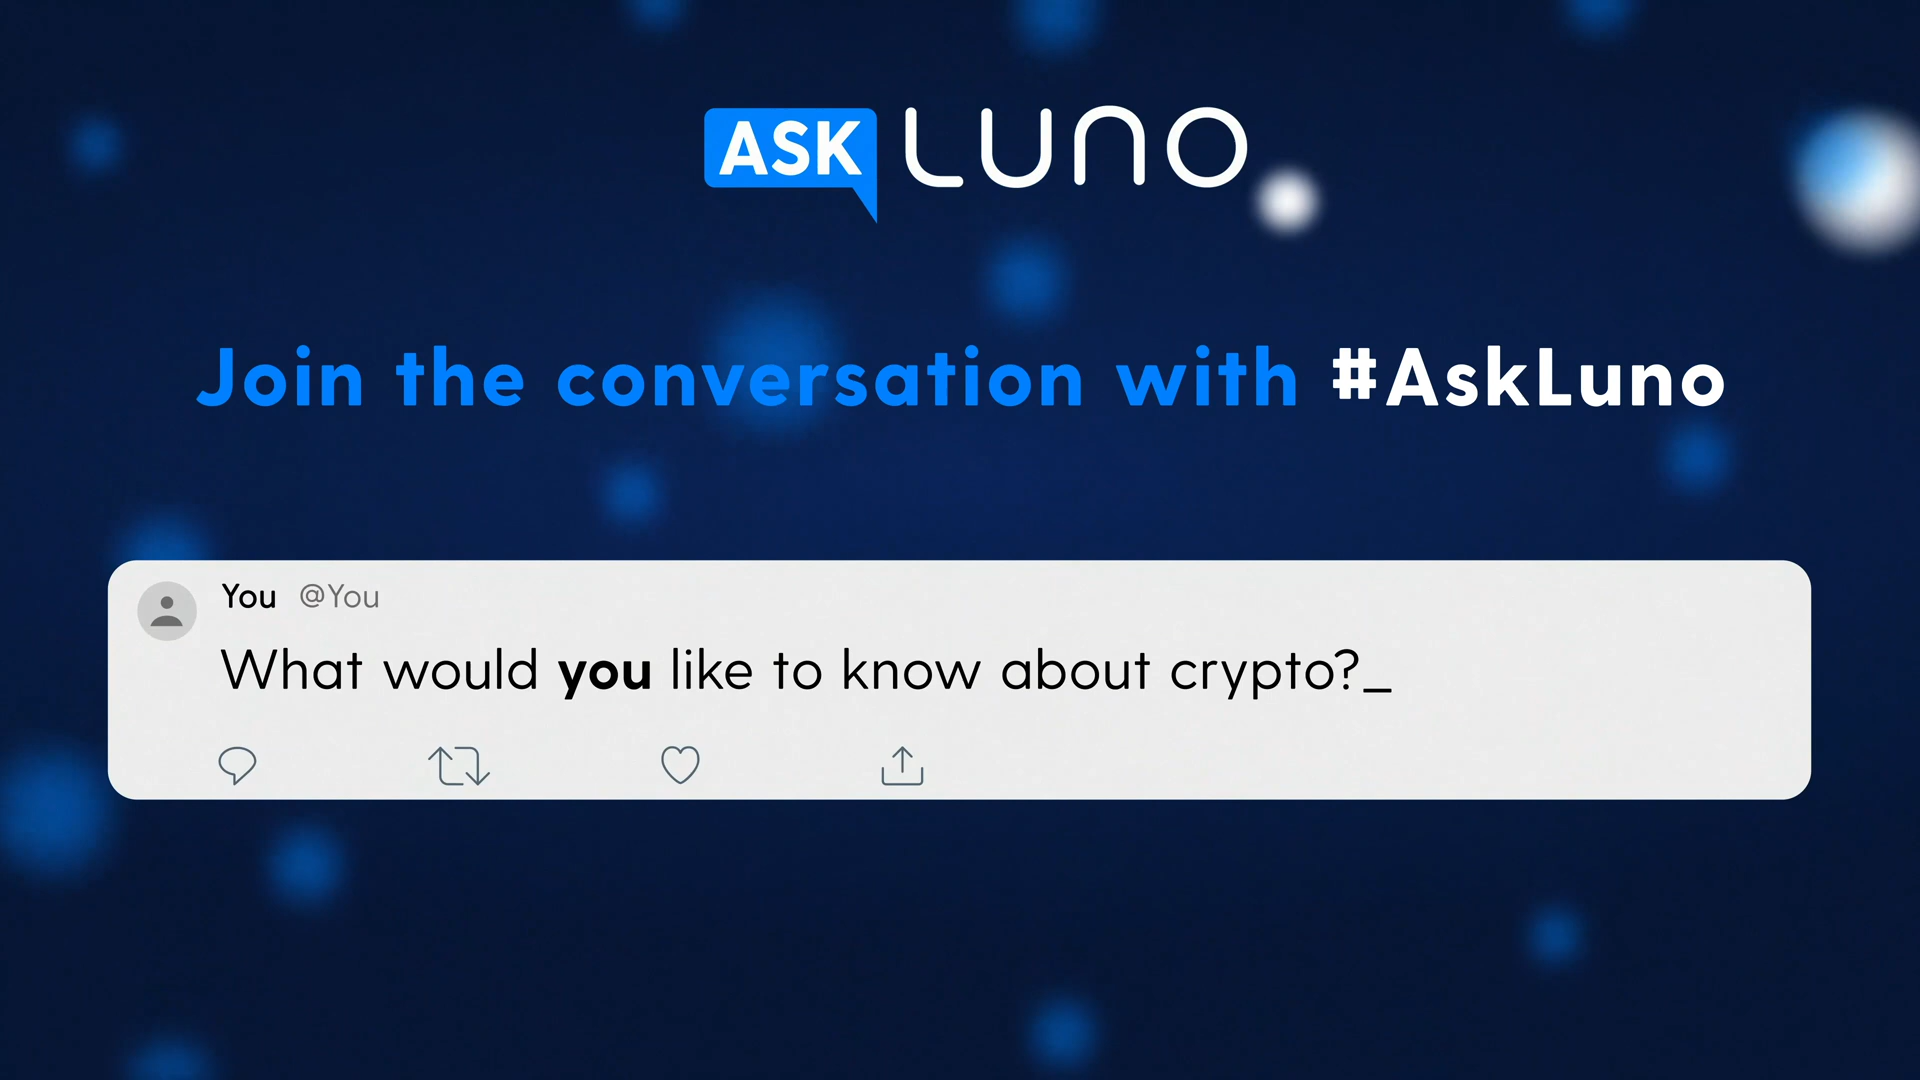 ASK LUNO
Join the conversation with #AskLuno
You @You
What would you like to know about crypto?_